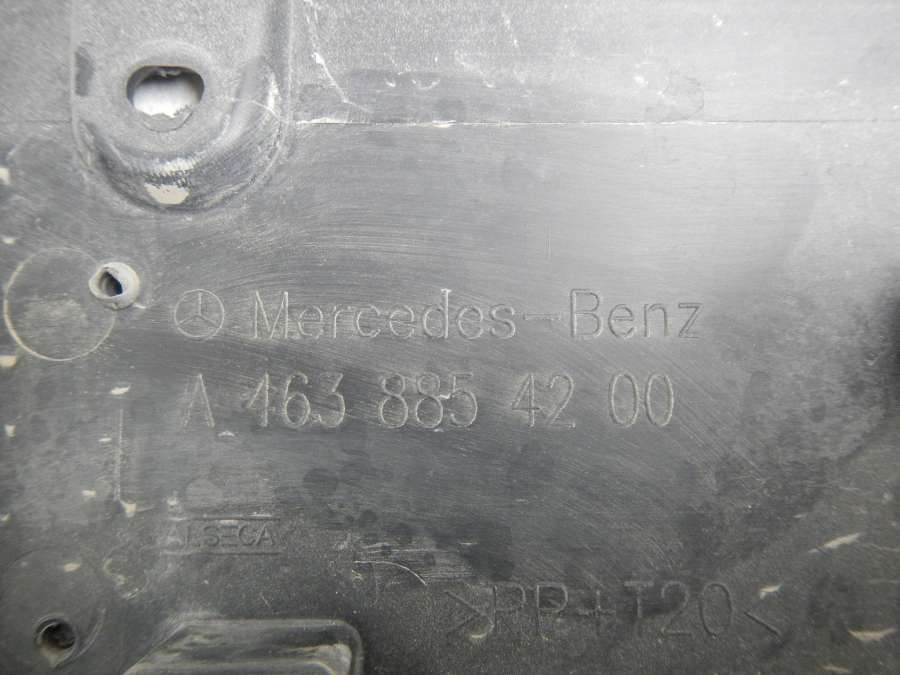 Mercedes-Benz
A 463 885 42 00
ALSECA
>PP+T20<